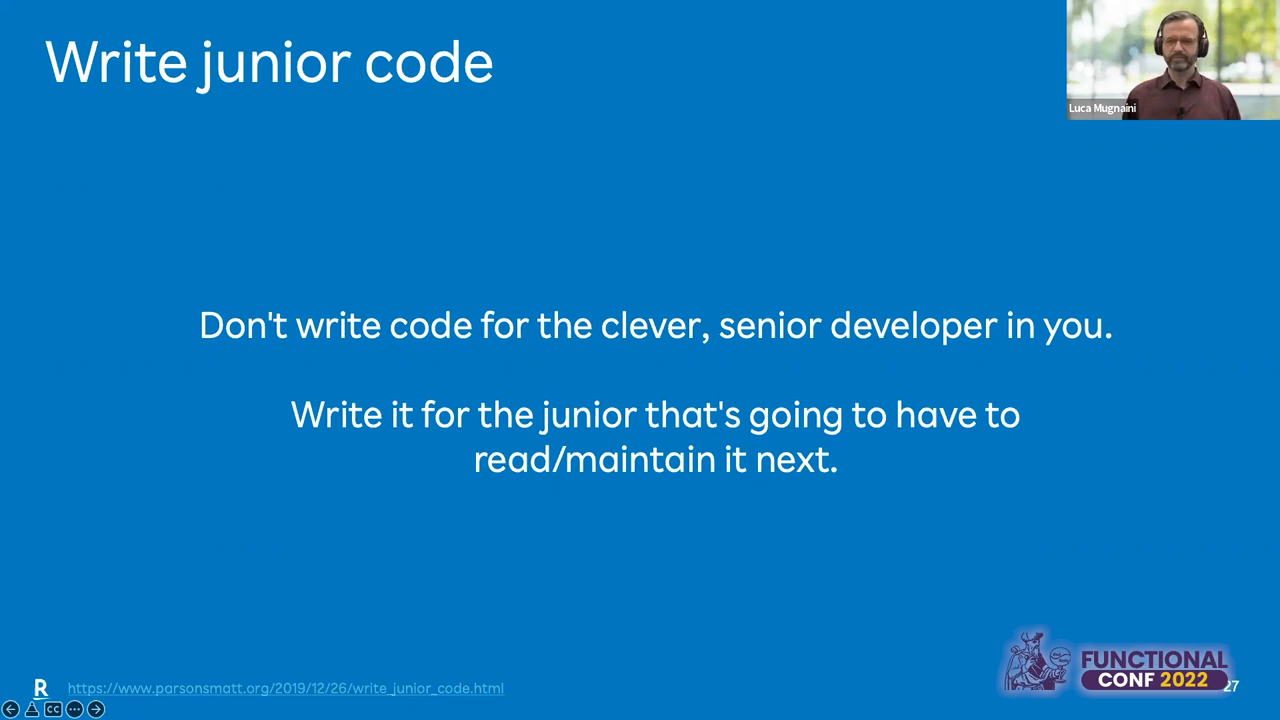 Write junior code
Luca Mugnaini
Don't write code for the clever, senior developer in you.
Write it for the junior that's going to have to
read/maintain it next.
R https://www.parsonsmatt.org/2019/12/26/write_junior_code.html
FUNCTIONAL
CONF 2022
27
CC